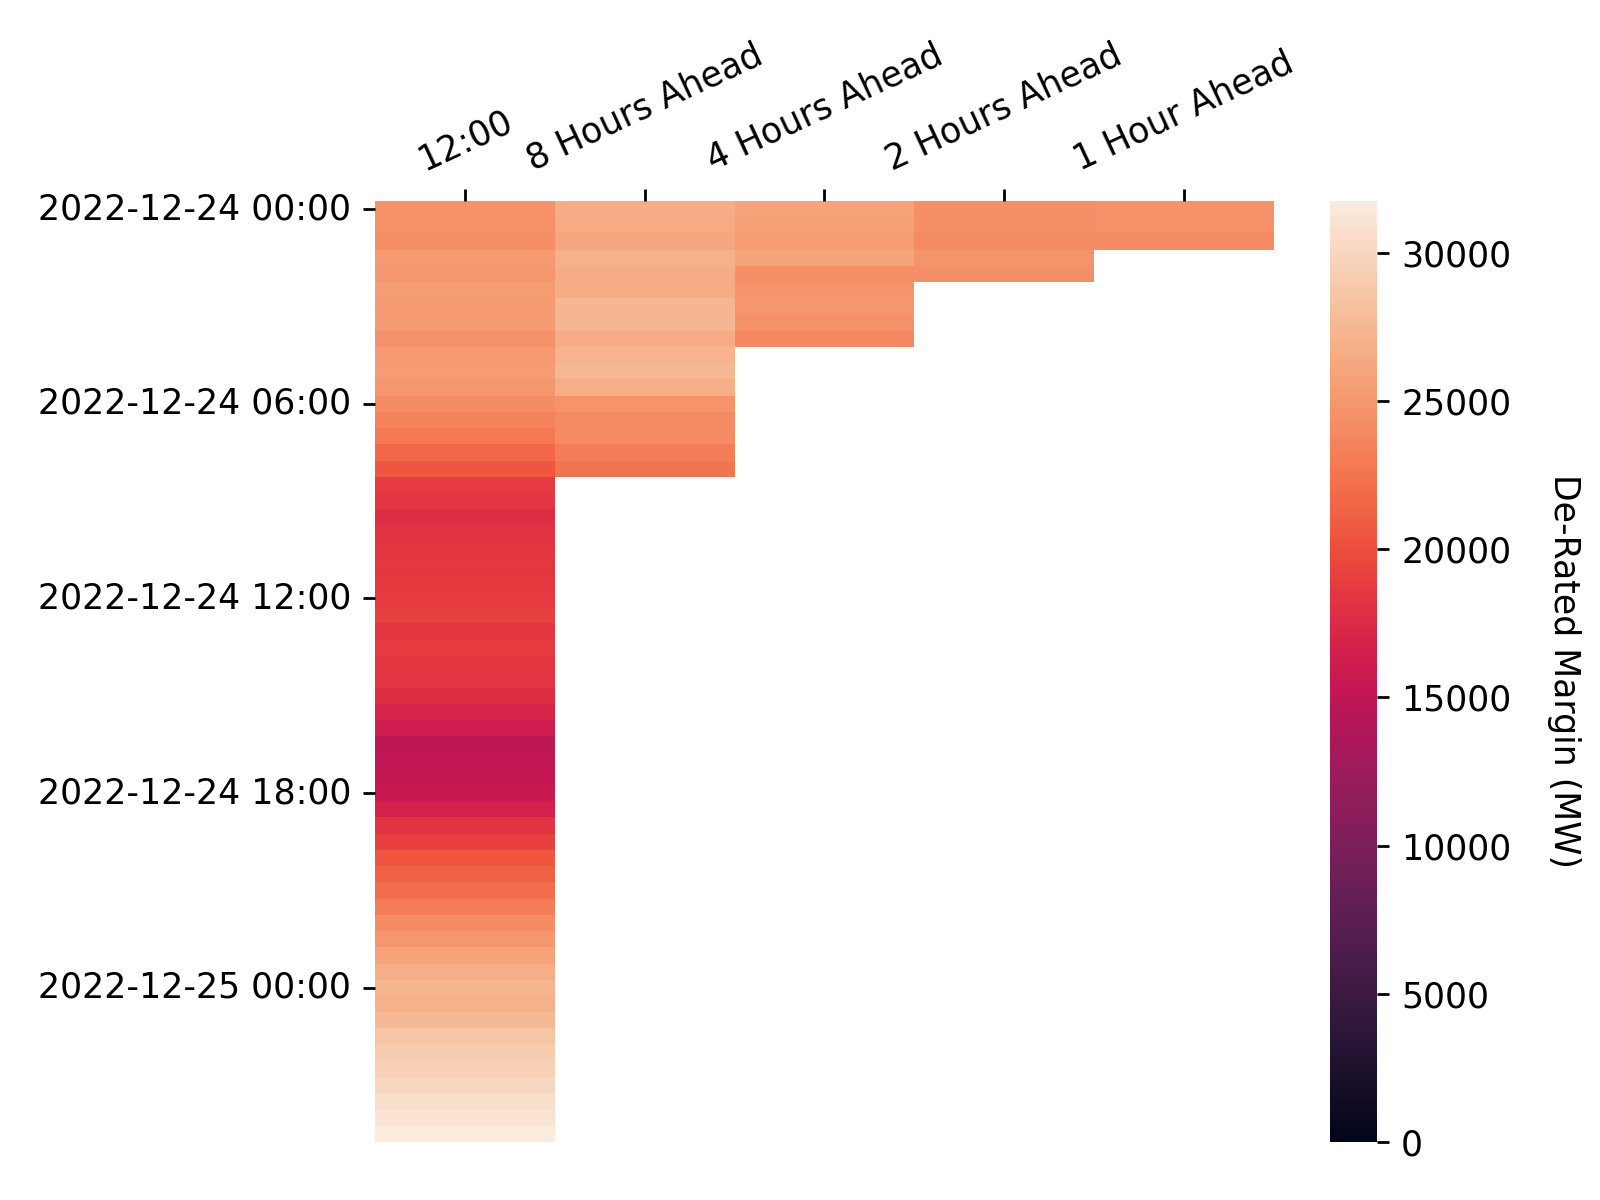 12:00
8 Hours Ahead
4 Hours Ahead
2 Hours Ahead
1 Hour Ahead
2022-12-24 00:00
2022-12-24 06:00
2022-12-24 12:00
2022-12-24 18:00
2022-12-25 00:00
30000
25000
20000
15000
10000
5000
0
De-Rated Margin (MW)